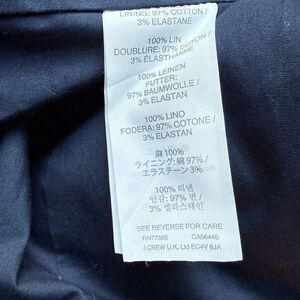 LINING: 97% COTTON /
3% ELASTANE
100% LIN
DOUBLURE: 97% COTON /
3% ELASTHANNE
100% LEINEN
FUTTER:
97% BAUMWOLLE /
3% ELASTAN
100% LINO
FODERA: 97% COTONE /
3% ELASTAN
麻 100%
ライニング: 綿 97% /
エラステーン 3%
100% 리넨
안감: 97% 면 /
3% 엘라스테인
SEE REVERSE FOR CARE
RN77388 CA56445
J.CREW U.K, Ltd EC4V 6JA